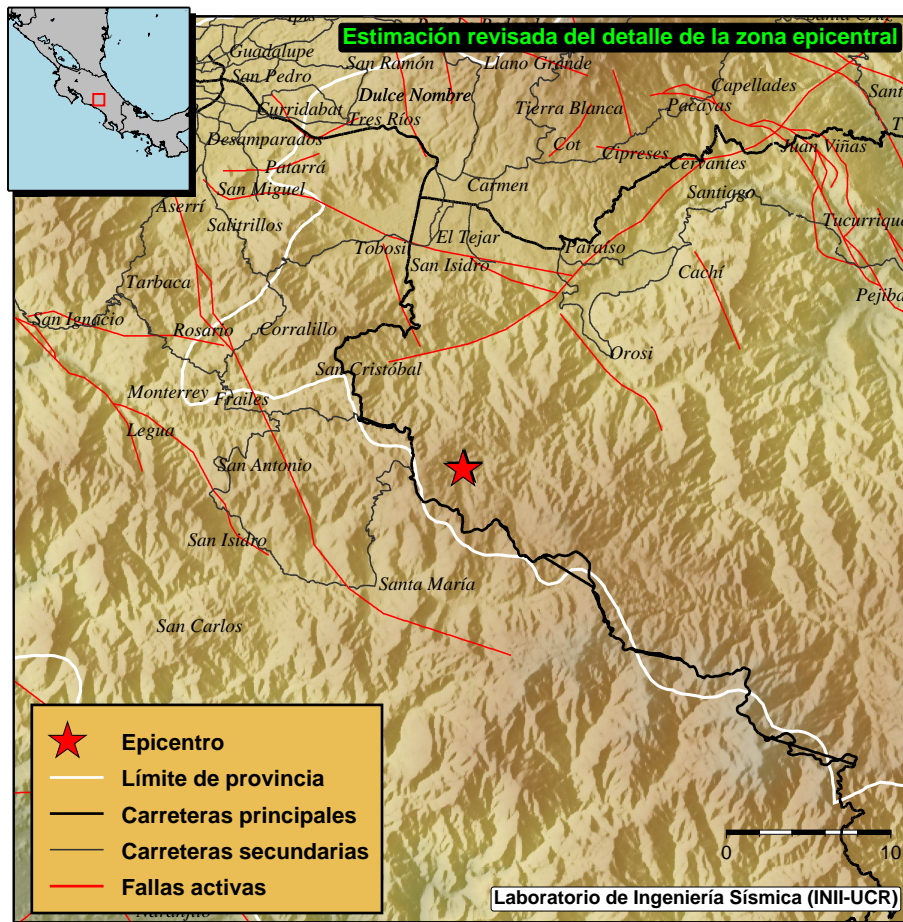 Estimación revisada del detalle de la zona epicentral
Guadalupe
San Ramón
Llano Grande
San Pedro
Capellades
Dulce Nombre
Tierra Blanca
Pacayas
Curridabat
Tres Ríos
Desamparados
Cot
Cipreses
Juan Viñas
Patarrá
Cervantes
San Miguel
Carmen
Santiago
Aserrí
Salitrillos
Tucurrique
El Tejar
Tobosi
Paraíso
San Isidro
Cachí
Tarbaca
Pejiba
San Ignacio
Rosario
Corralillo
Orosi
San Cristóbal
Monterrey
Frailes
Legua
San Antonio
San Isidro
Santa María
San Carlos
Epicentro
Límite de provincia
Carreteras principales
Carreteras secundarias
Fallas activas
0 10
Laboratorio de Ingeniería Sísmica (INII-UCR)